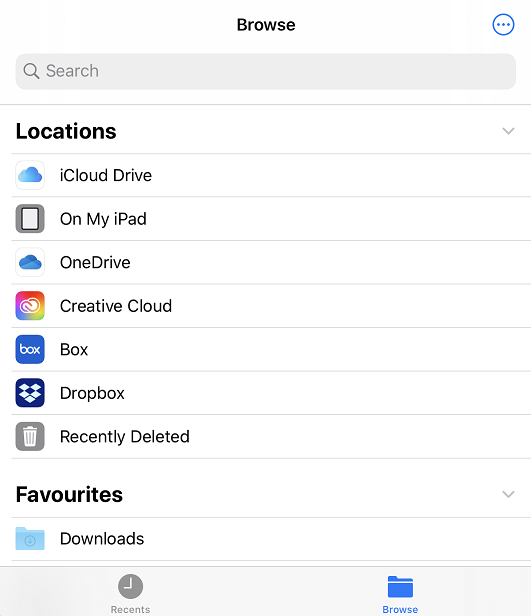 Browse
Search
Locations
iCloud Drive
On My iPad
OneDrive
Creative Cloud
box
Box
Dropbox
Recently Deleted
Favourites
Downloads
Recents
Browse